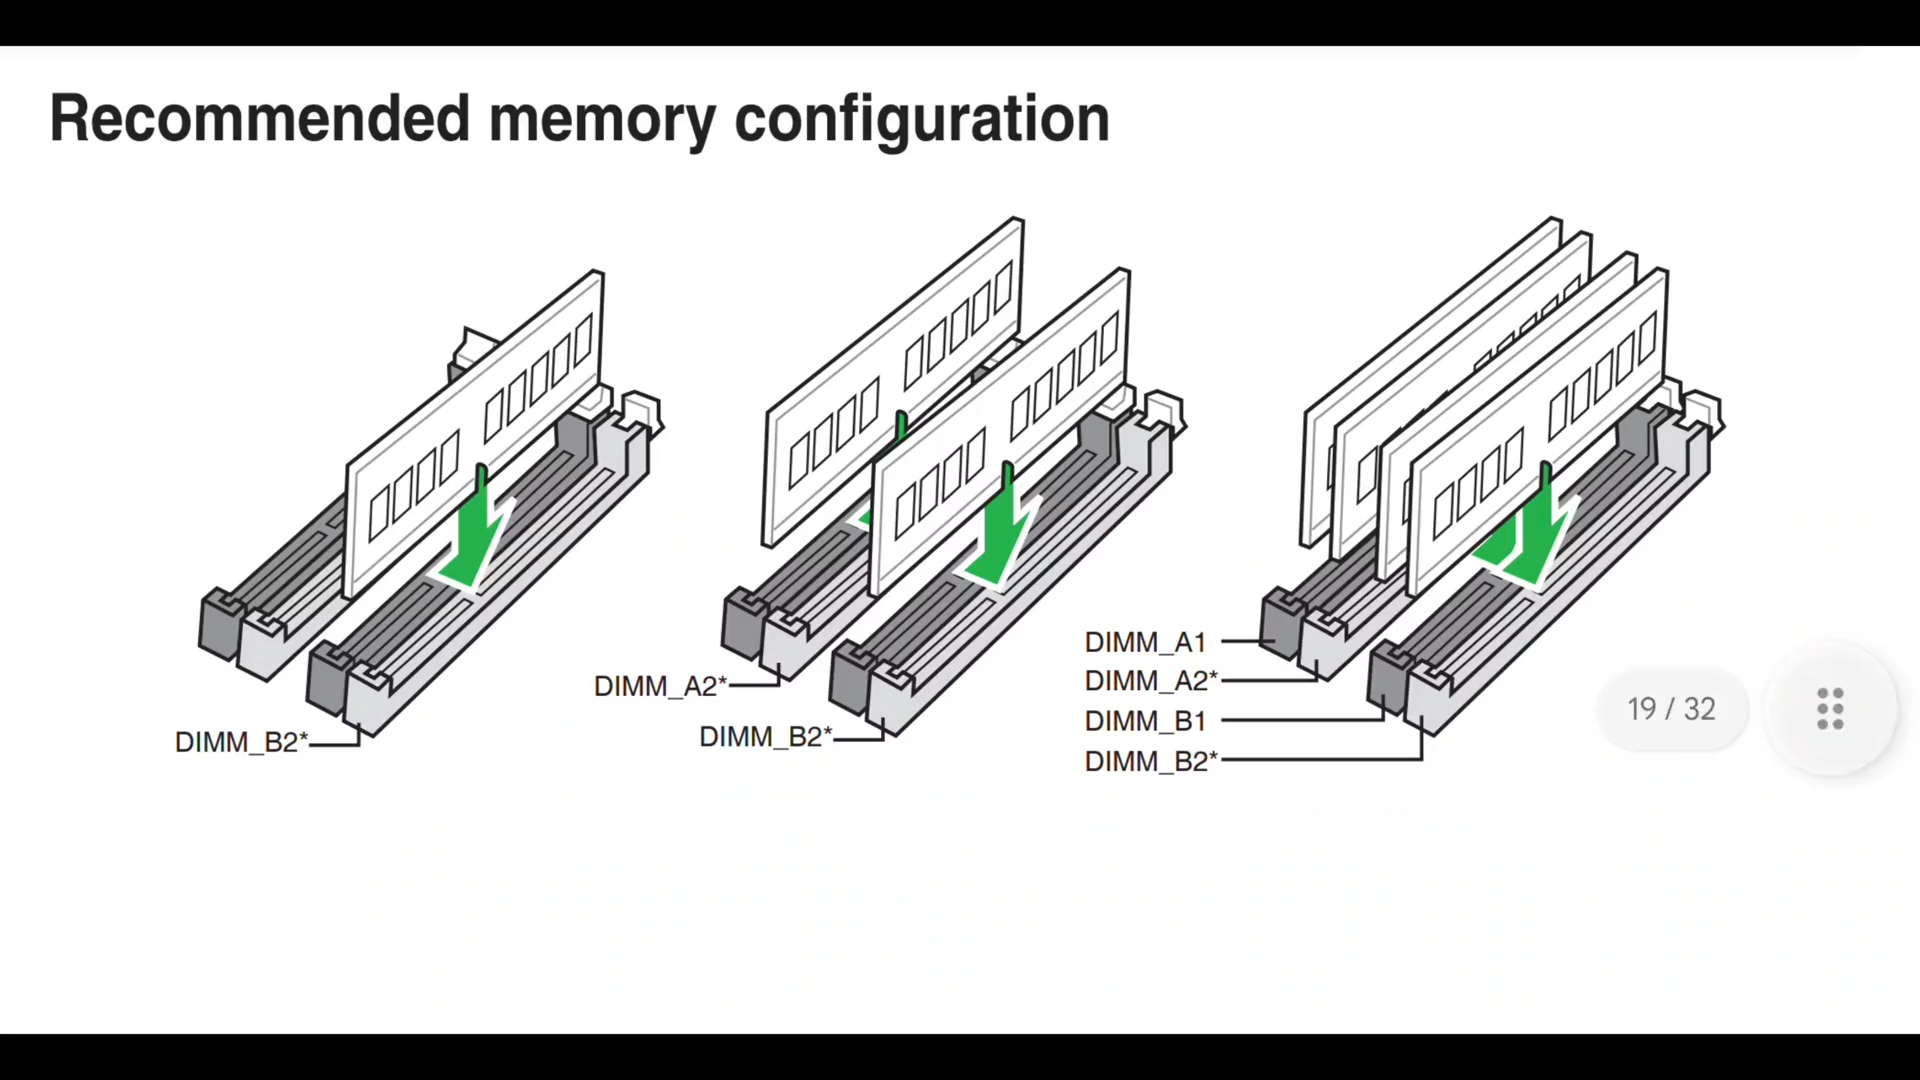 Recommended memory configuration
DIMM_B2*
DIMM_A2*
DIMM_B2*
DIMM_A1
DIMM_A2*
DIMM_B1
DIMM_B2*
19 / 32